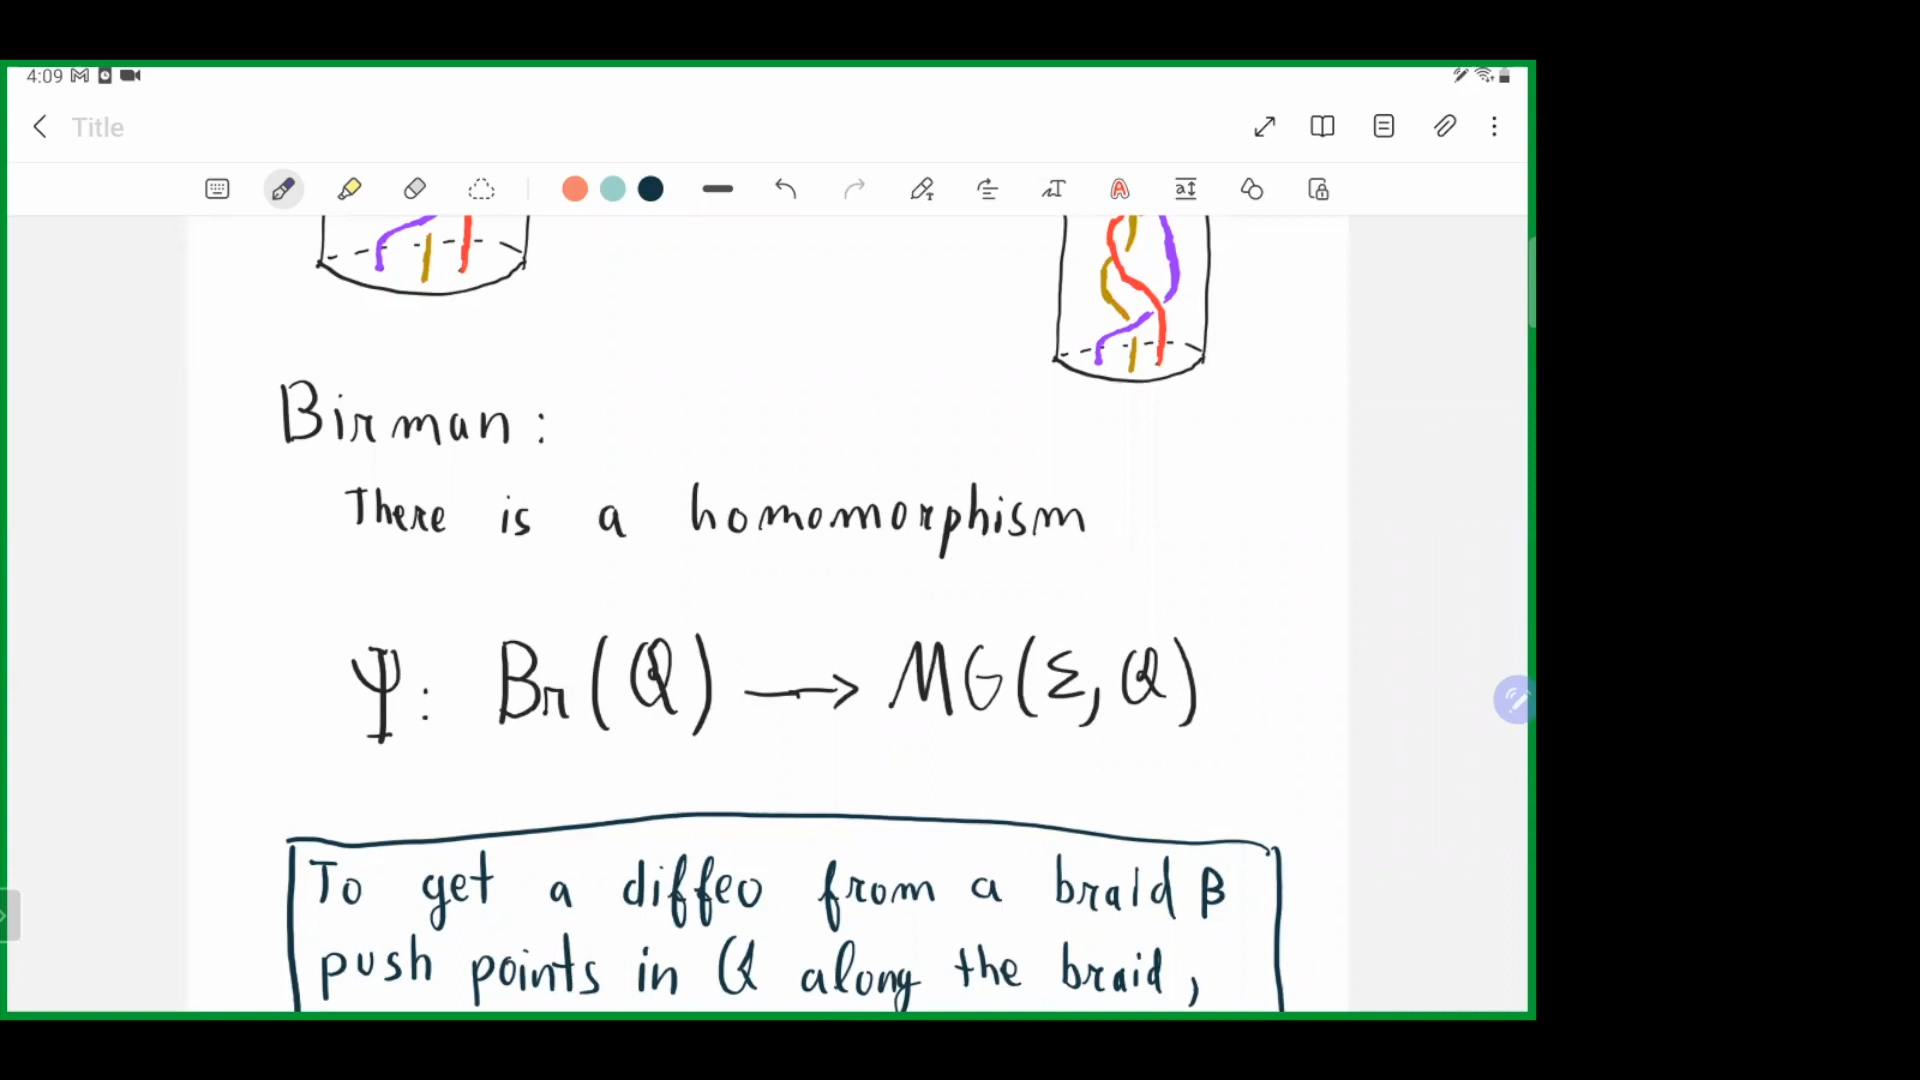 4:09
Title
Birman:
There is a homomorphism
Ψ: Br(Q) → MG(Σ, Q)
To get a diffeo from a braid β
push points in Q along the braid,